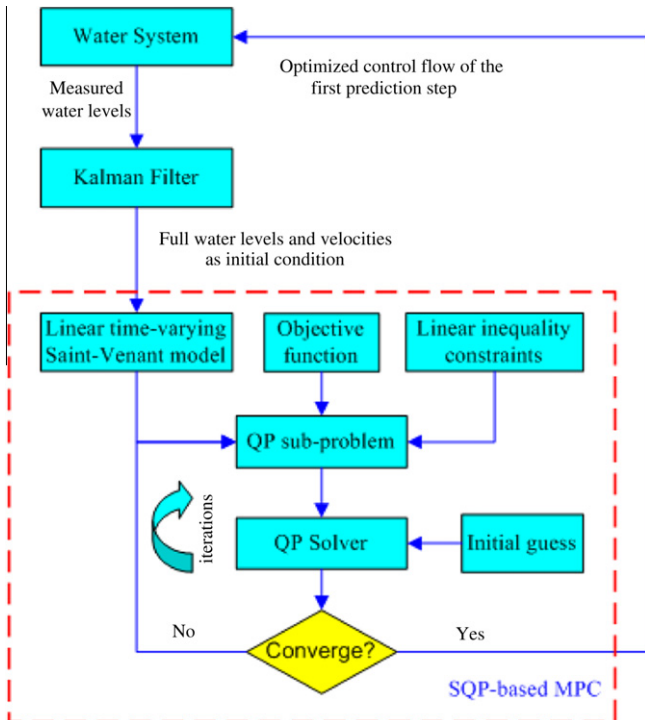 Water System
Optimized control flow of the
first prediction step
Measured
water levels
Kalman Filter
Full water levels and velocities
as initial condition
Linear time-varying
Saint-Venant model
Objective
function
Linear inequality
constraints
QP sub-problem
iterations
QP Solver
Initial guess
No
Converge?
Yes
SQP-based MPC